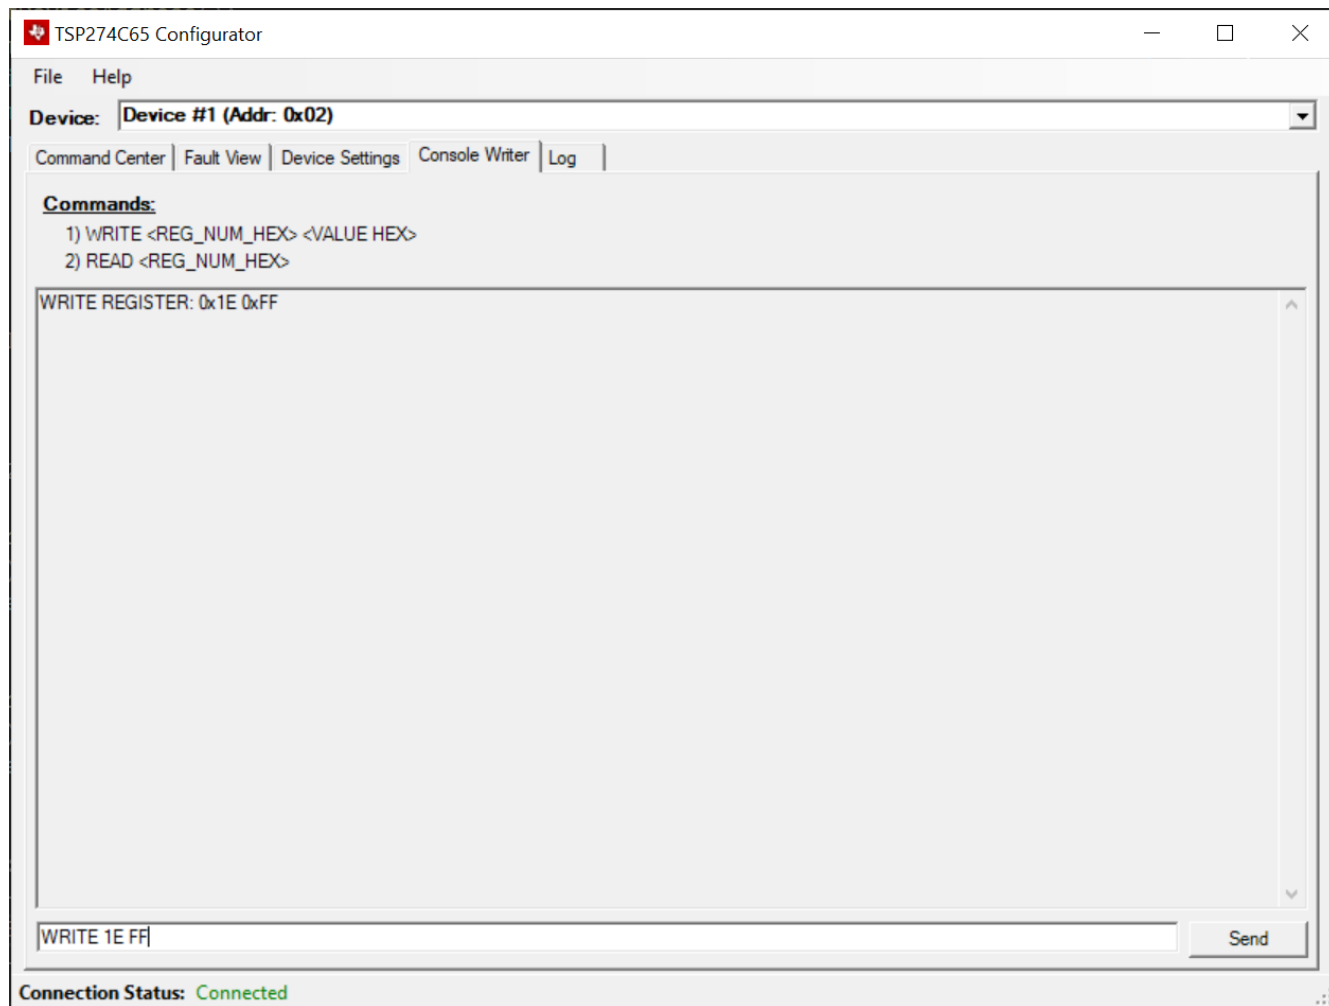 TSP274C65 Configurator
File Help
Device: Device #1 (Addr: 0x02)
Command Center Fault View Device Settings Console Writer Log
Commands:
1) WRITE <REG_NUM_HEX> <VALUE HEX>
2) READ <REG_NUM_HEX>
WRITE REGISTER: 0x1E 0xFF
WRITE 1E FF
Send
Connection Status: Connected